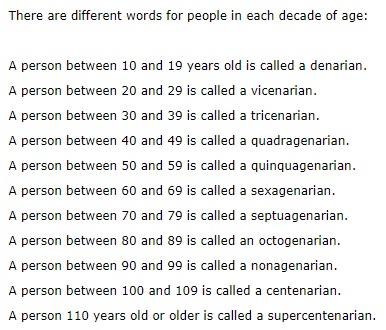 There are different words for people in each decade of age:
A person between 10 and 19 years old is called a denarian.
A person between 20 and 29 is called a vicenarian.
A person between 30 and 39 is called a tricenarian.
A person between 40 and 49 is called a quadragenarian.
A person between 50 and 59 is called a quinquagenarian.
A person between 60 and 69 is called a sexagenarian.
A person between 70 and 79 is called a septuagenarian.
A person between 80 and 89 is called an octogenarian.
A person between 90 and 99 is called a nonagenarian.
A person between 100 and 109 is called a centenarian.
A person 110 years old or older is called a supercentenarian.